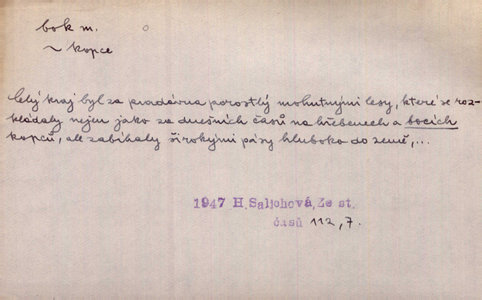 bok m.
~ kopce
Celý kraj byl za pradávna porostlý mohutnými lesy, které se roz-
kládaly nejen jako za dnešních časů na hřebenech a bocích
kopců, ale zabíhaly širokými pásy hluboko do země,...
1947 H.Saljchová,Ze st.
časů 112,7.